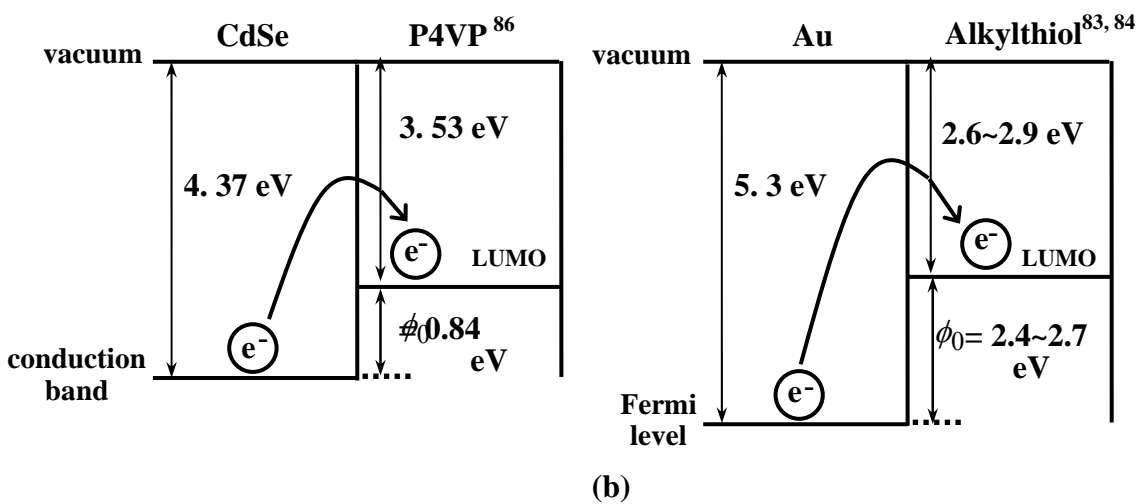 CdSe
P4VP 86
vacuum
3. 53 eV
4. 37 eV
e-
LUMO
ϕ0= 0.84
eV
e-
conduction
band
Au
Alkylthiol83, 84
vacuum
2.6~2.9 eV
5. 3 eV
e-
LUMO
ϕ0= 2.4~2.7
eV
e-
Fermi
level
(b)